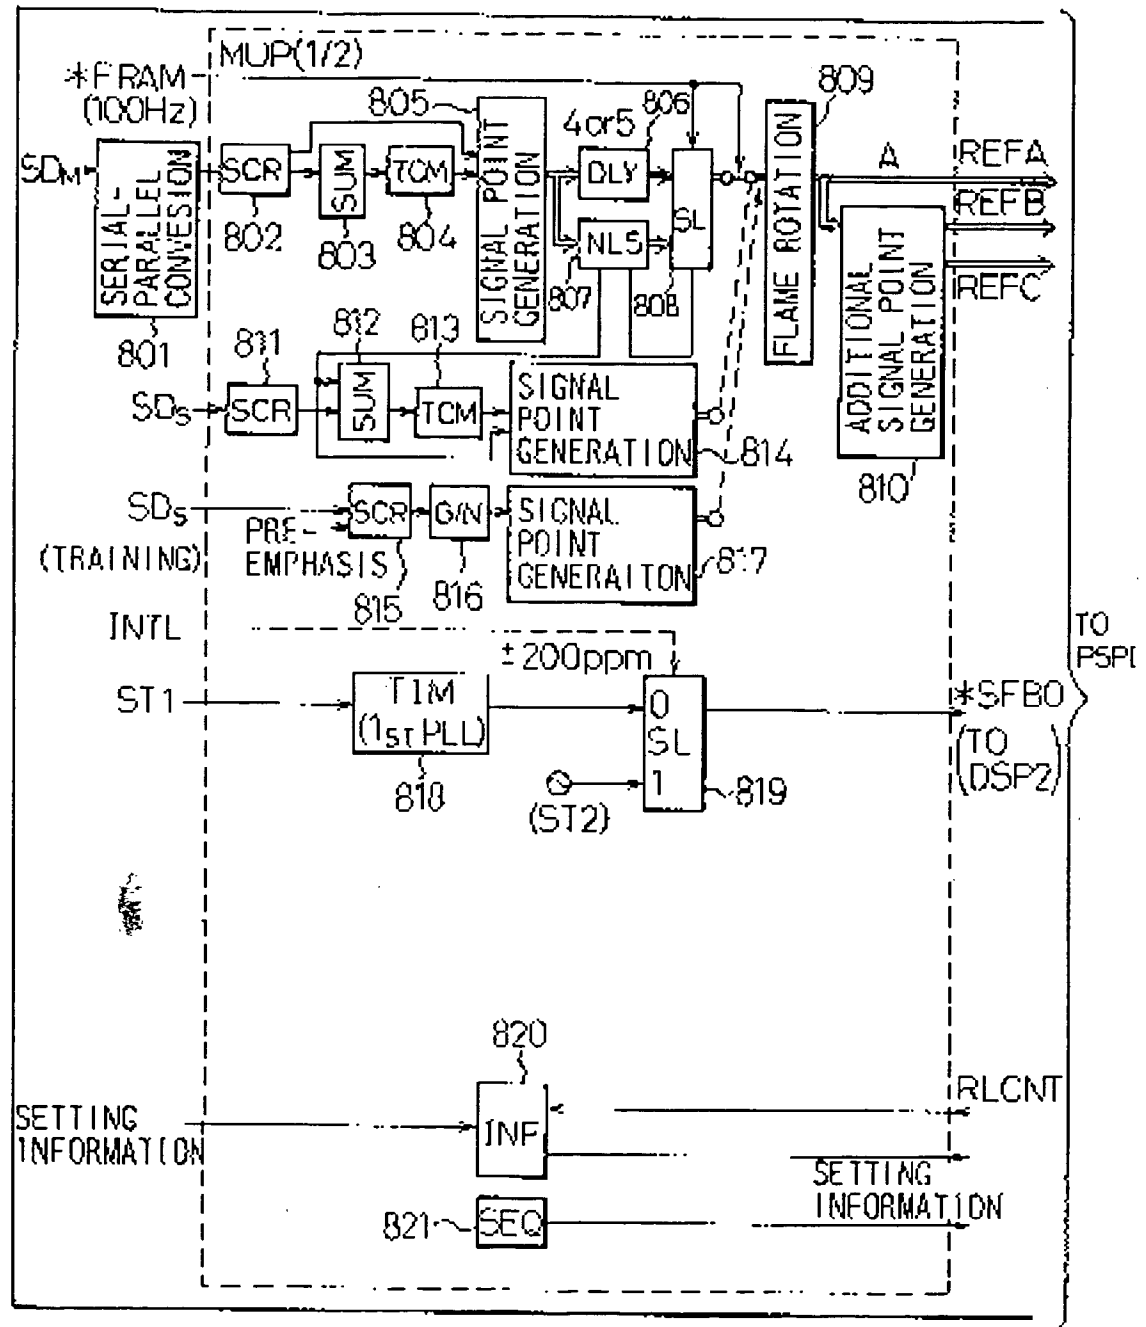 MUP(1/2)
*FRAM
(100Hz)
SDM
SERIAL-
PARALLEL
CONVESION
801
SCR
802
SUM
803
TCM
804
805
SIGNAL POINT
GENERATION
4or5
806
DLY
NLS
807
SL
808
809
FLAME ROTATION
A
REFA
REFB
REFC
ADDITIONAL
SIGNAL POINT
GENERATION
810
811
812
813
SDS
SCR
SUM
TCM
SIGNAL
POINT
GENERATION
814
SDS
(TRAINING)
PRE-
EMPHASIS
SCR
815
G/N
816
SIGNAL
POINT
GENERAITON
817
INTL
±200ppm
ST1
TIM
(1ST PLL)
818
0
SL
1
819
(ST2)
*SFBO
(TO
DSP2)
TO
820
SETTING
INFORMATION
INF
RLCNT
SETTING
INFORMATION
821
SEQ